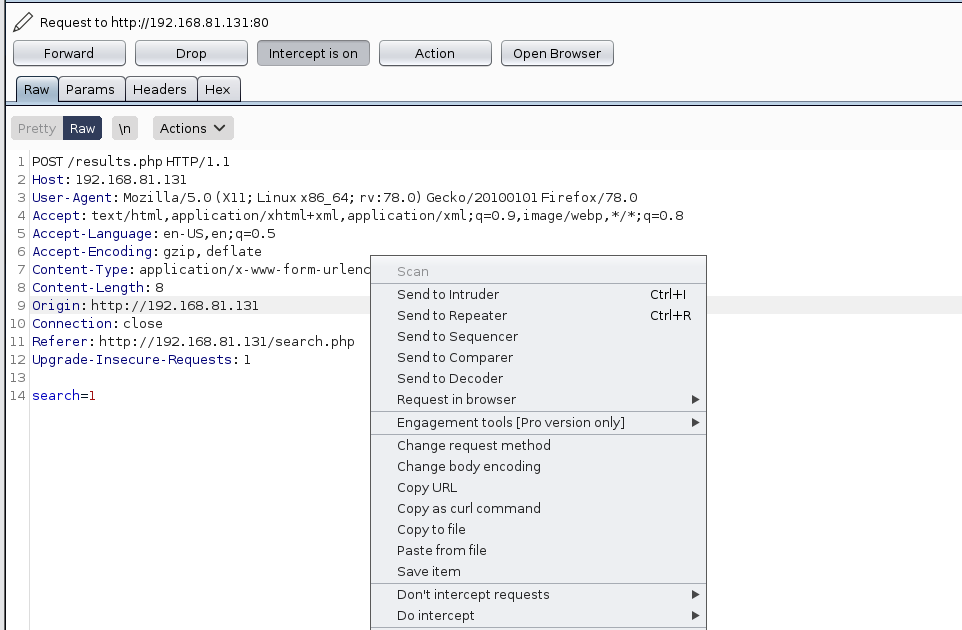 Request to http://192.168.81.131:80
Forward Drop Intercept is on Action Open Browser
Raw Params Headers Hex
Pretty Raw \n Actions
1 POST /results.php HTTP/1.1
2 Host: 192.168.81.131
3 User-Agent: Mozilla/5.0 (X11; Linux x86_64; rv:78.0) Gecko/20100101 Firefox/78.0
4 Accept: text/html,application/xhtml+xml,application/xml;q=0.9,image/webp,*/*;q=0.8
5 Accept-Language: en-US,en;q=0.5
6 Accept-Encoding: gzip, deflate
7 Content-Type: application/x-www-form-urlenc
8 Content-Length: 8
9 Origin: http://192.168.81.131
10 Connection: close
11 Referer: http://192.168.81.131/search.php
12 Upgrade-Insecure-Requests: 1
13
14 search=1
Scan
Send to Intruder Ctrl+I
Send to Repeater Ctrl+R
Send to Sequencer
Send to Comparer
Send to Decoder
Request in browser
Engagement tools [Pro version only]
Change request method
Change body encoding
Copy URL
Copy as curl command
Copy to file
Paste from file
Save item
Don't intercept requests
Do intercept